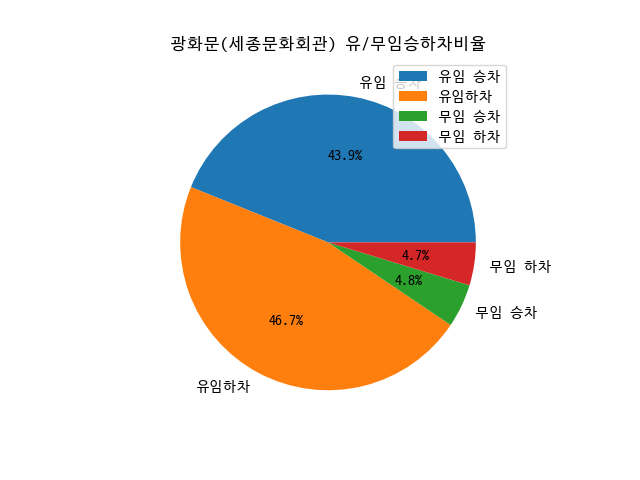 광화문(세종문화회관) 유/무임승하차비율
유임 승차
유임 승차
유임하차
무임 승차
무임 하차
43.9%
4.7%
무임 하차
4.8%
무임 승차
46.7%
유임하차